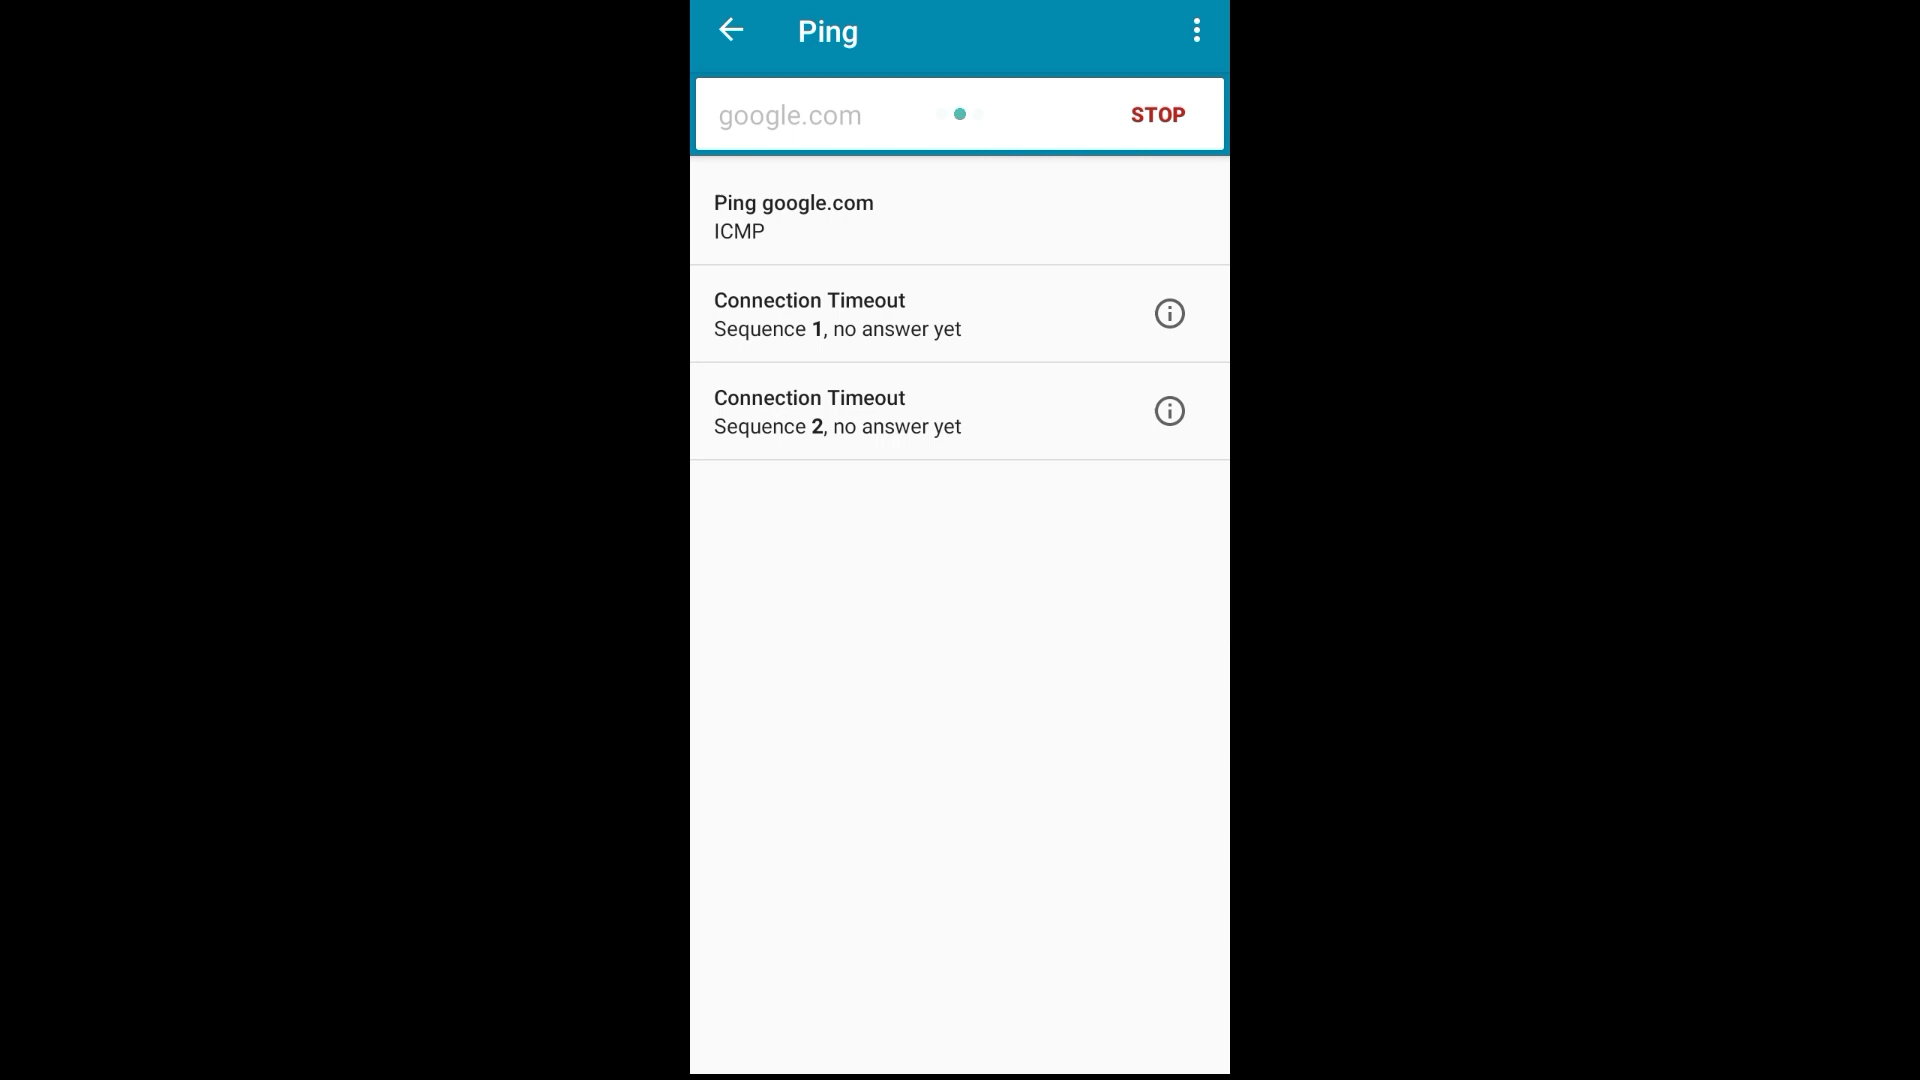 Ping
google.com
STOP
Ping google.com
ICMP
Connection Timeout
Sequence 1, no answer yet
Connection Timeout
Sequence 2, no answer yet